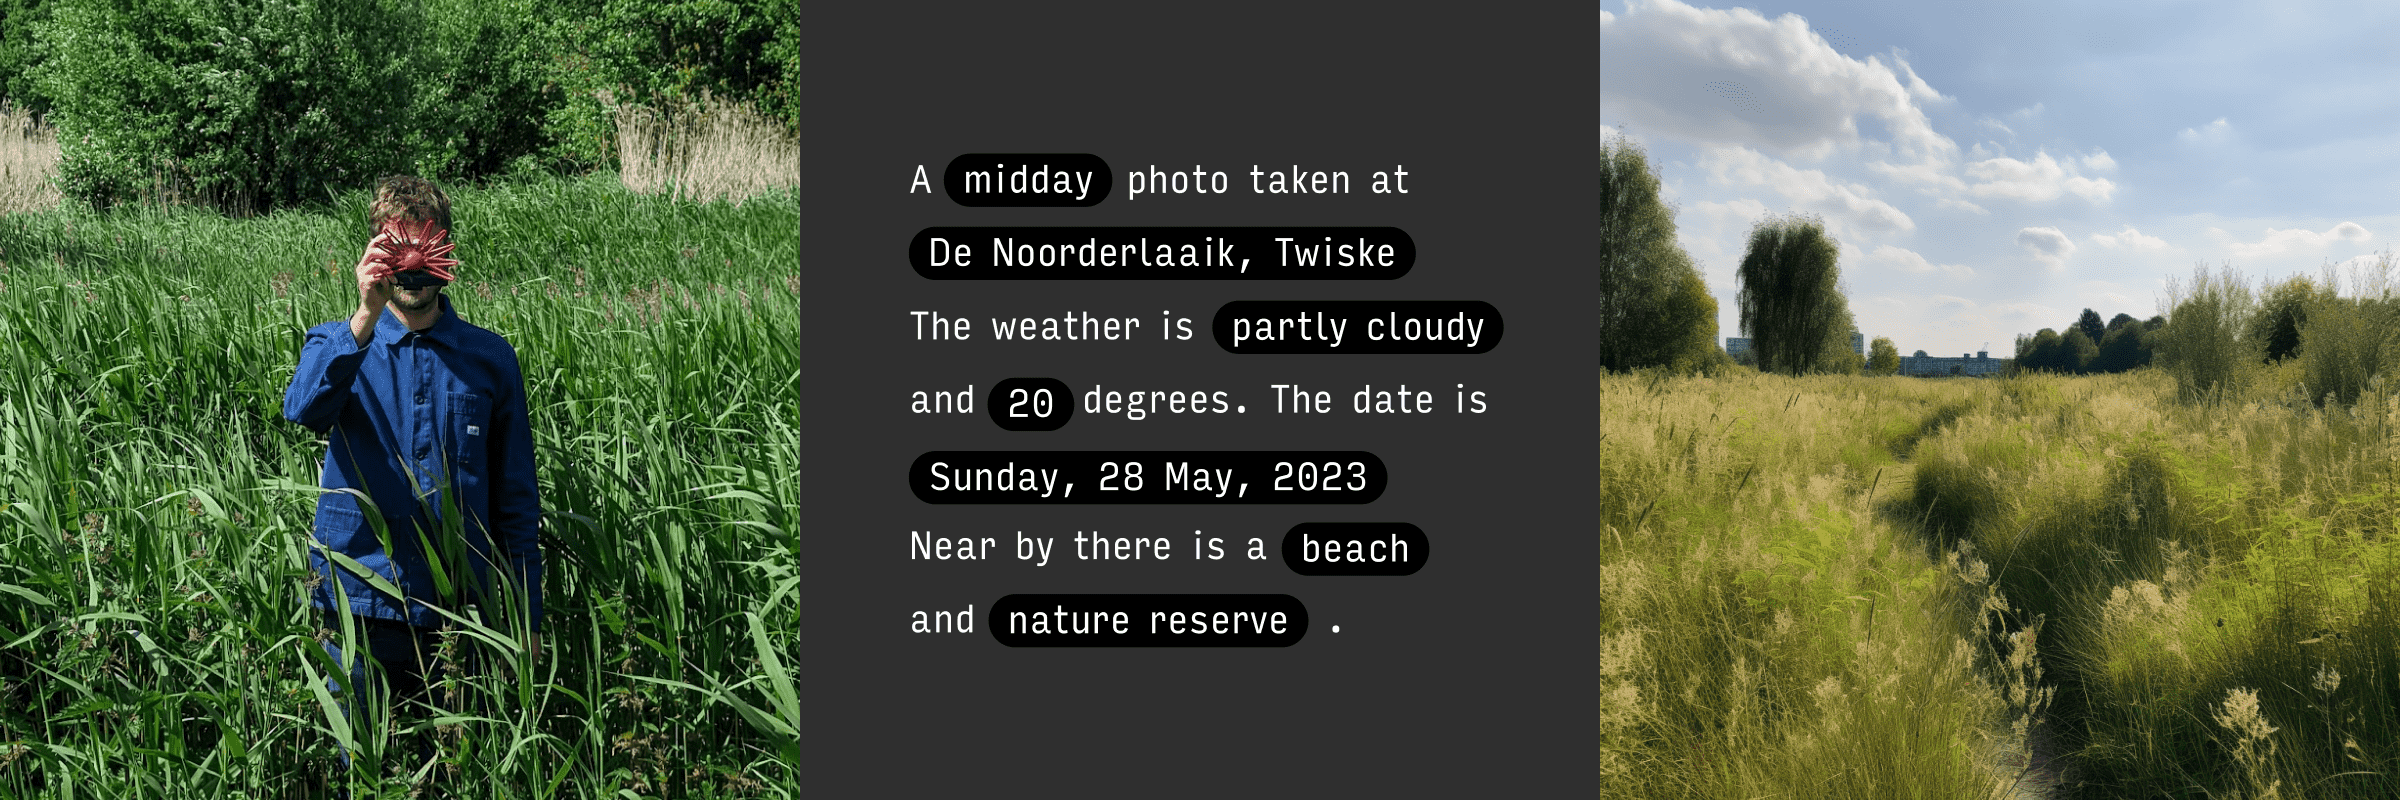 A midday photo taken at
De Noorderlaaik, Twiske
The weather is partly cloudy
and 20 degrees. The date is
Sunday, 28 May, 2023
Near by there is a beach
and nature reserve .